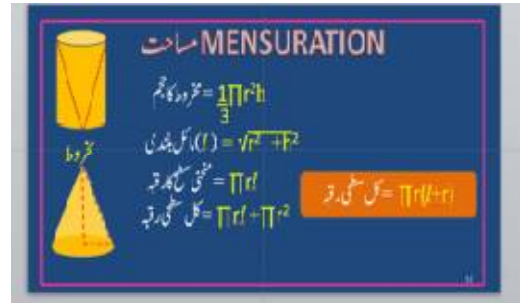 MENSURATION مساحت
مخروط کا حجم = 1/3 ∏r²h
مائل بلندی (l) = √r² + h²
مخروط
منحنی سطح کا رقبہ = ∏rl
کل سطحی رقبہ = ∏rl + ∏r²
کل سطحی رقبہ = ∏r(l+r)